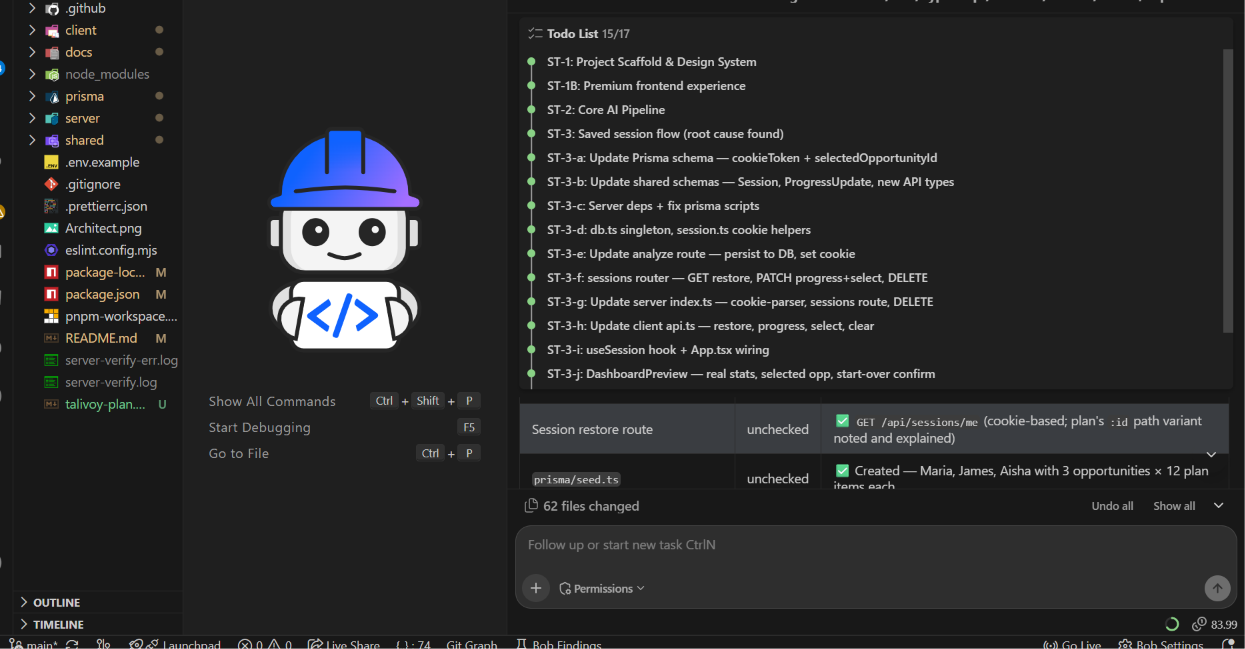 .github
client
docs
node_modules
prisma
server
shared
.env.example
.gitignore
.prettierrc.json
Architect.png
eslint.config.mjs
package-loc... M
package.json M
pnpm-workspace....
README.md M
server-verify-err.log
server-verify.log
talivoy-plan.... U
OUTLINE
TIMELINE
</>
Show All Commands Ctrl + Shift + P
Start Debugging F5
Go to File Ctrl + P
Todo List 15/17
ST-1: Project Scaffold & Design System
ST-1B: Premium frontend experience
ST-2: Core AI Pipeline
ST-3: Saved session flow (root cause found)
ST-3-a: Update Prisma schema — cookieToken + selectedOpportunityId
ST-3-b: Update shared schemas — Session, ProgressUpdate, new API types
ST-3-c: Server deps + fix prisma scripts
ST-3-d: db.ts singleton, session.ts cookie helpers
ST-3-e: Update analyze route — persist to DB, set cookie
ST-3-f: sessions router — GET restore, PATCH progress+select, DELETE
ST-3-g: Update server index.ts — cookie-parser, sessions route, DELETE
ST-3-h: Update client api.ts — restore, progress, select, clear
ST-3-i: useSession hook + App.tsx wiring
ST-3-j: DashboardPreview — real stats, selected opp, start-over confirm
Session restore route unchecked ✅ GET /api/sessions/me (cookie-based; plan's :id path variant
noted and explained)
prisma/seed.ts unchecked ✅ Created — Maria, James, Aisha with 3 opportunities × 12 plan
items each
62 files changed Undo all Show all
Follow up or start new task CtrlN
Permissions
83.99
main* Launchpad 0 0 Live Share {} : 74 Git Graph Bob Findings Go Live Bob Settings